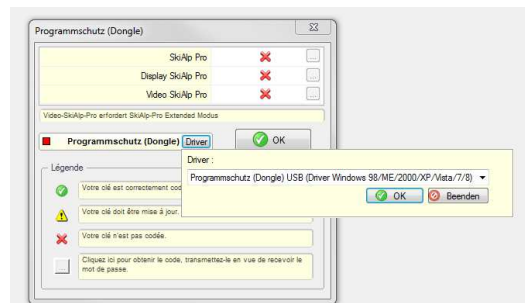 Programmschutz (Dongle)
SkiAlp Pro
Display SkiAlp Pro
Video SkiAlp Pro
Video-SkiAlp-Pro erfordert SkiAlp-Pro Extended Modus
Programmschutz (Dongle) Driver OK
Driver :
Programmschutz (Dongle) USB (Driver Windows 98/ME/2000/XP/Vista/7/8)
OK Beenden
Légende
Votre clé est correctement cod
Votre clé doit être mise à jour.
Votre clé n'est pas codée.
Cliquez ici pour obtenir le code, transmettez-le en vue de recevoir le
mot de passe.